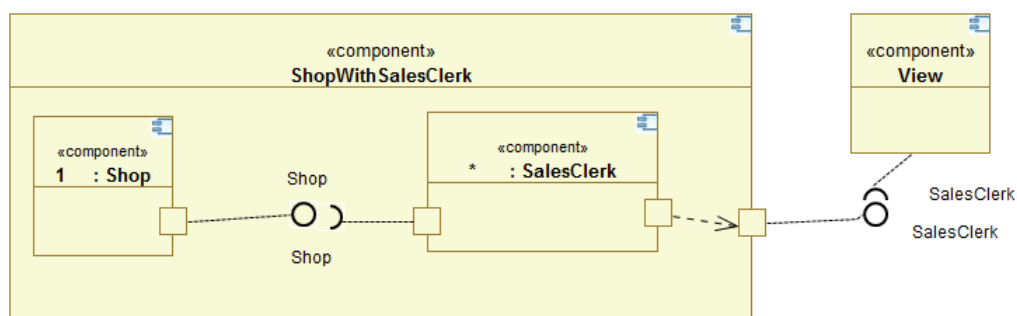 «component»
ShopWithSalesClerk
«component»
1 : Shop
Shop
Shop
«component»
* : SalesClerk
«component»
View
SalesClerk
SalesClerk